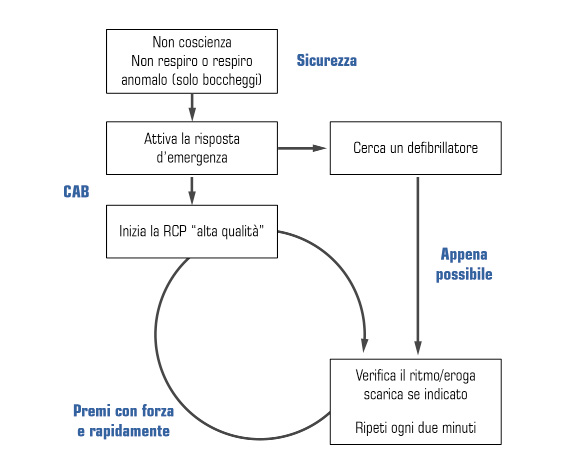 Non coscienza
Non respiro o respiro
anomalo (solo boccheggi)
Sicurezza
Attiva la risposta
d'emergenza
Cerca un defibrillatore
CAB
Inizia la RCP "alta qualità"
Appena
possibile
Verifica il ritmo/eroga
scarica se indicato
Ripeti ogni due minuti
Premi con forza
e rapidamente